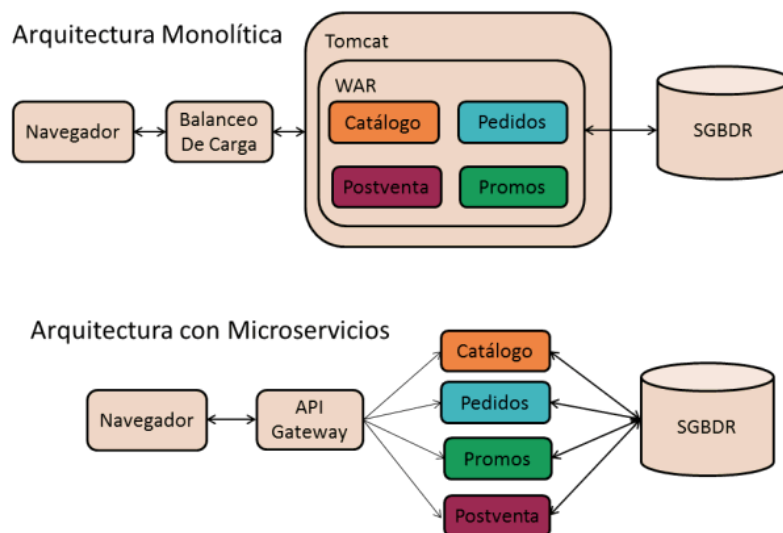 Arquitectura Monolítica
Tomcat
WAR
Navegador
Balanceo
De Carga
Catálogo
Pedidos
Postventa
Promos
SGBDR
Arquitectura con Microservicios
Navegador
API
Gateway
Catálogo
Pedidos
Promos
Postventa
SGBDR